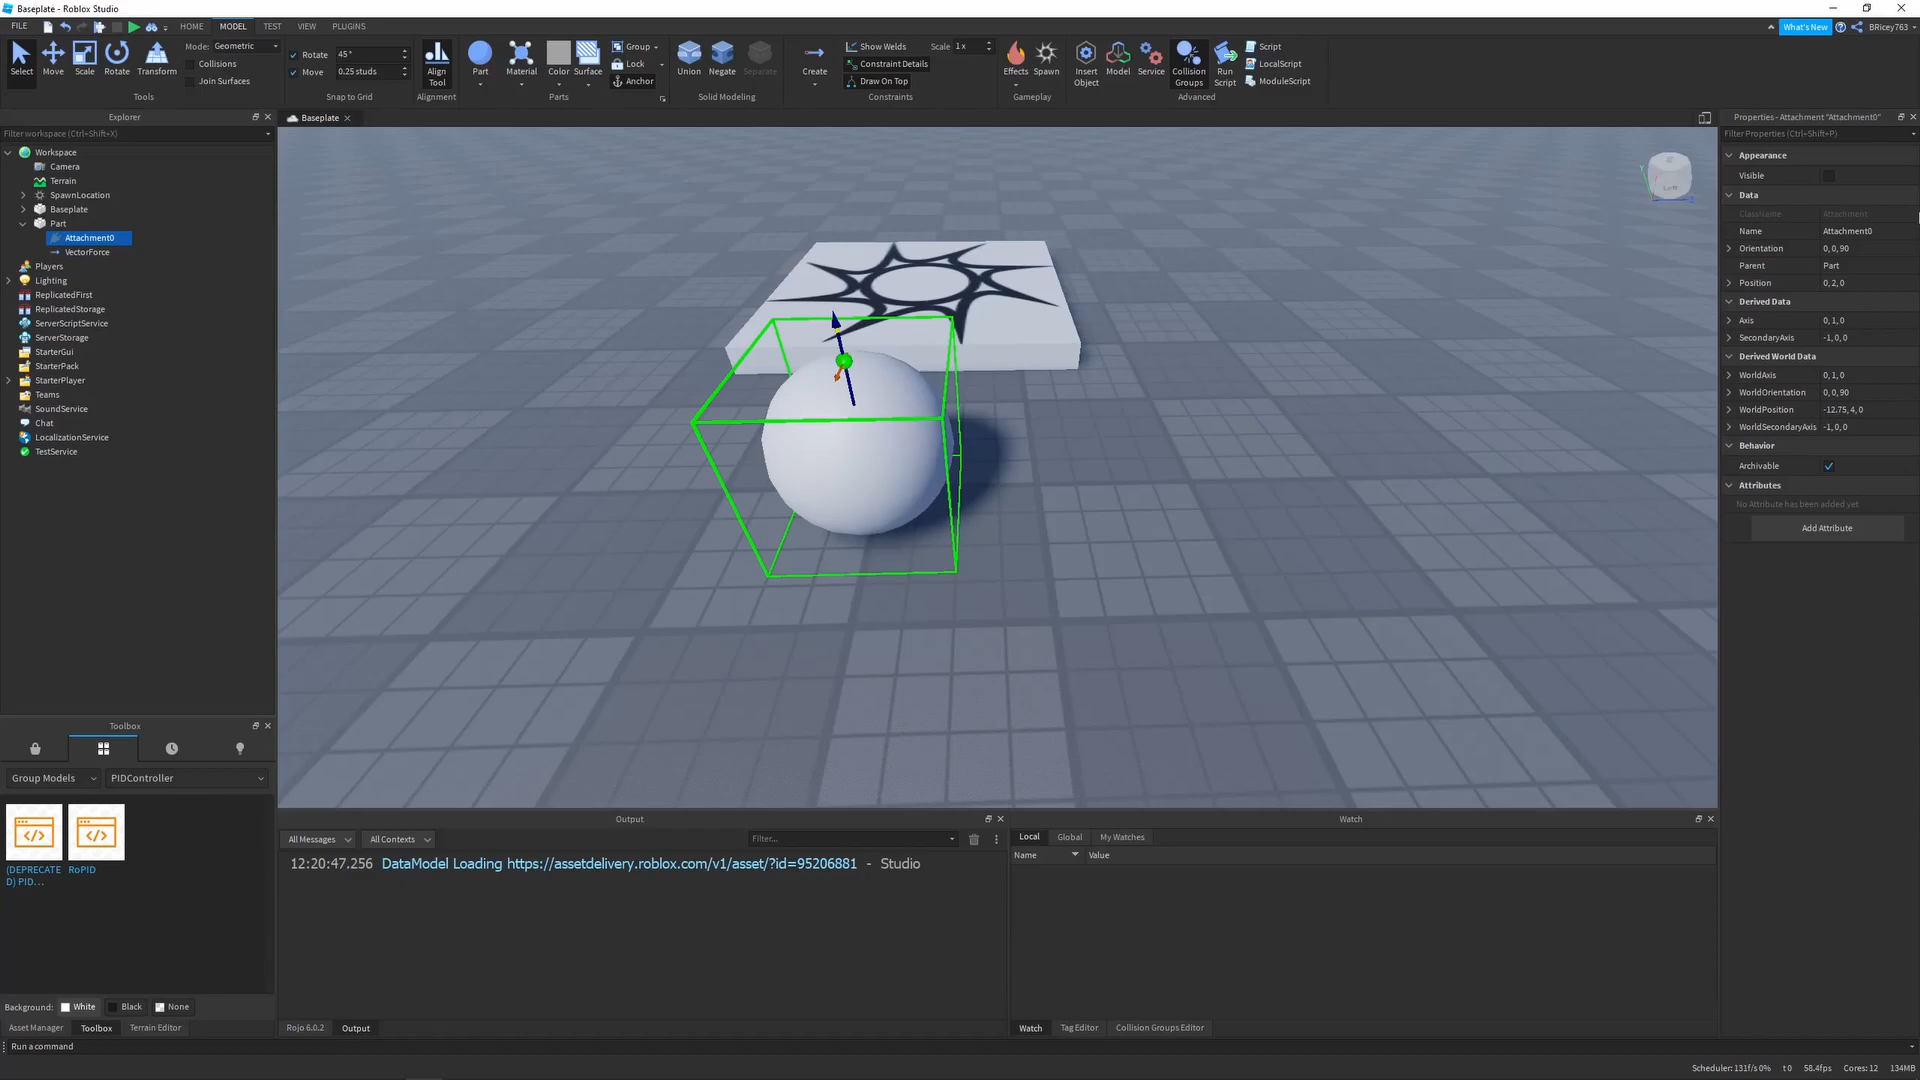 Baseplate - Roblox Studio
FILE
HOME
MODEL
TEST
VIEW
PLUGINS
What's New
BRicey763
Select
Move
Scale
Rotate
Transform
Mode: Geometric
Collisions
Join Surfaces
Tools
Rotate 45°
Move 0.25 studs
Snap to Grid
Align Tool
Alignment
Part
Material
Color
Surface
Group
Lock
Anchor
Parts
Union
Negate
Separate
Solid Modeling
Create
Show Welds
Scale 1x
Constraint Details
Draw On Top
Constraints
Effects
Spawn
Gameplay
Insert Object
Model
Service
Collision Groups
Run Script
Script
LocalScript
ModuleScript
Advanced
Explorer
Filter workspace (Ctrl+Shift+X)
Workspace
Camera
Terrain
SpawnLocation
Baseplate
Part
Attachment0
VectorForce
Players
Lighting
ReplicatedFirst
ReplicatedStorage
ServerScriptService
ServerStorage
StarterGui
StarterPack
StarterPlayer
Teams
SoundService
Chat
LocalizationService
TestService
Toolbox
Group Models
PIDController
(DEPRECATE
D) PID...
RoPID
Background: White Black None
Asset Manager
Toolbox
Terrain Editor
Run a command
Baseplate
Left
Output
All Messages
All Contexts
Filter...
12:20:47.256 DataModel Loading https://assetdelivery.roblox.com/v1/asset/?id=95206881 - Studio
Rojo 6.0.2
Output
Watch
Local
Global
My Watches
Name
Value
Watch
Tag Editor
Collision Groups Editor
Properties - Attachment "Attachment0"
Filter Properties (Ctrl+Shift+P)
Appearance
Visible
Data
ClassName Attachment
Name Attachment0
Orientation 0, 0, 90
Parent Part
Position 0, 2, 0
Derived Data
Axis 0, 1, 0
SecondaryAxis -1, 0, 0
Derived World Data
WorldAxis 0, 1, 0
WorldOrientation 0, 0, 90
WorldPosition -12.75, 4, 0
WorldSecondaryAxis -1, 0, 0
Behavior
Archivable
Attributes
No Attribute has been added yet
Add Attribute
Scheduler: 131f/s 0% t 0 58.4fps Cores: 12 134MB